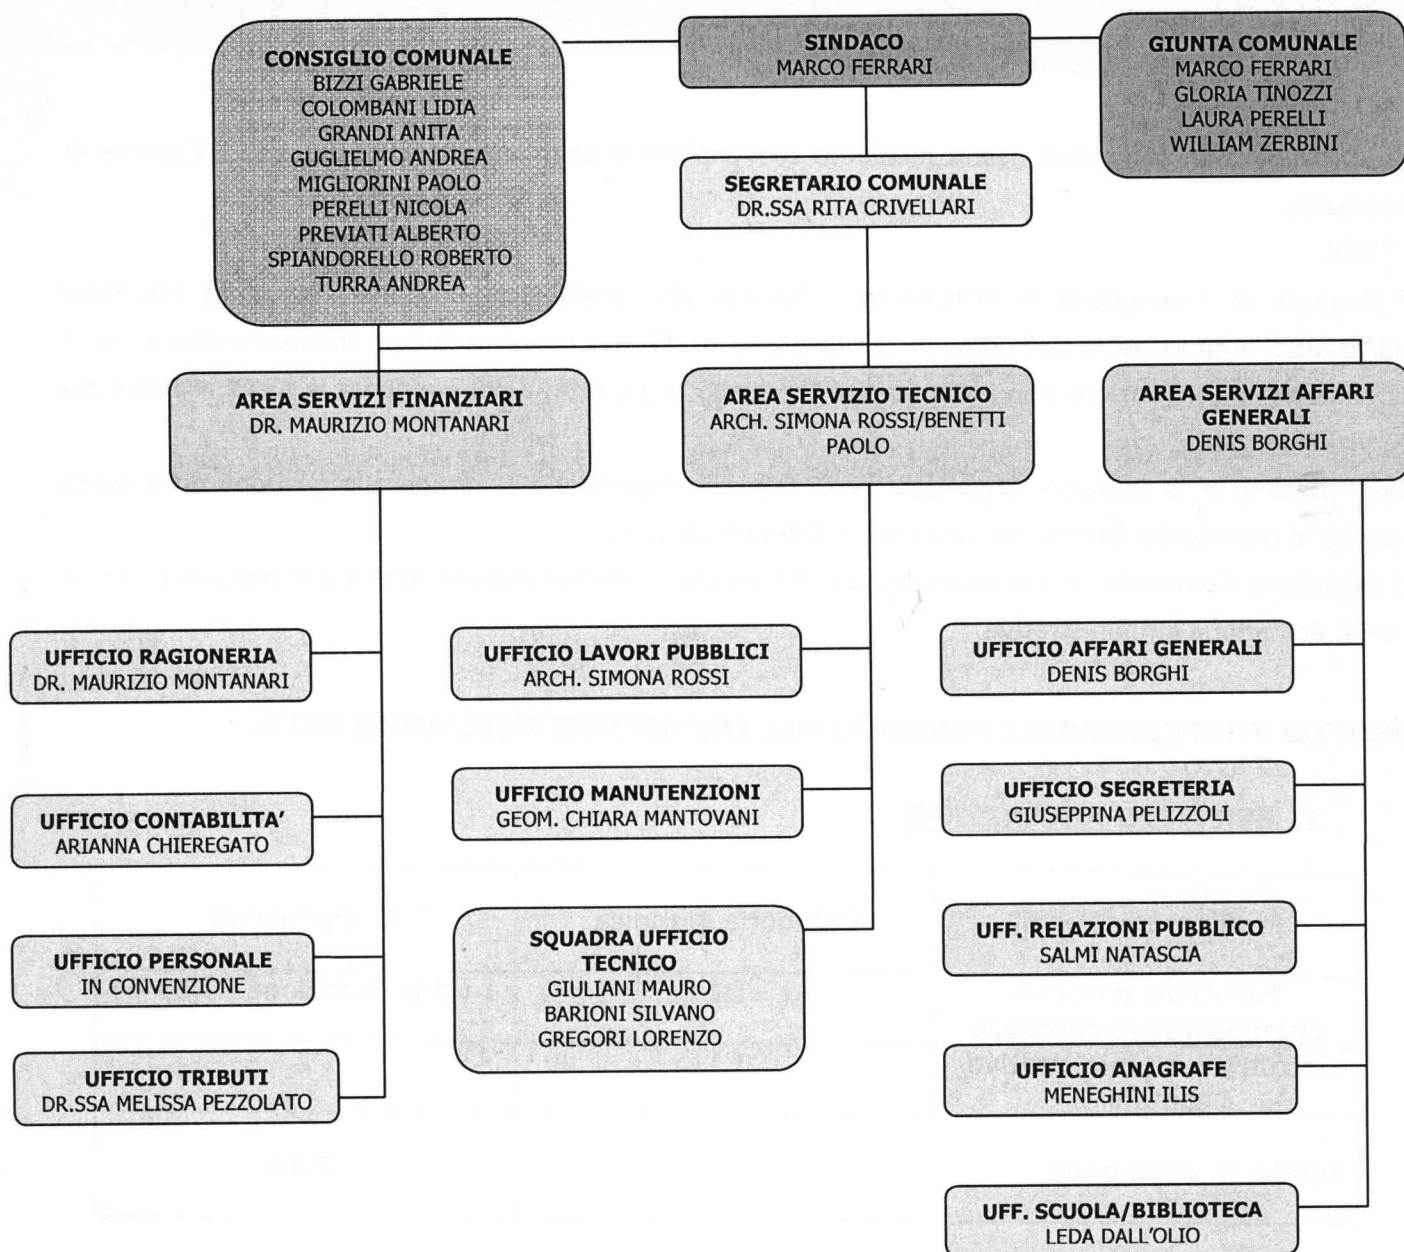 CONSIGLIO COMUNALE
BIZZI GABRIELE
COLOMBANI LIDIA
GRANDI ANITA
GUGLIELMO ANDREA
MIGLIORINI PAOLO
PERELLI NICOLA
PREVIATI ALBERTO
SPIANDORELLO ROBERTO
TURRA ANDREA
SINDACO
MARCO FERRARI
GIUNTA COMUNALE
MARCO FERRARI
GLORIA TINOZZI
LAURA PERELLI
WILLIAM ZERBINI
SEGRETARIO COMUNALE
DR.SSA RITA CRIVELLARI
AREA SERVIZI FINANZIARI
DR. MAURIZIO MONTANARI
AREA SERVIZIO TECNICO
ARCH. SIMONA ROSSI/BENETTI
PAOLO
AREA SERVIZI AFFARI
GENERALI
DENIS BORGHI
UFFICIO RAGIONERIA
DR. MAURIZIO MONTANARI
UFFICIO CONTABILITA'
ARIANNA CHIEREGATO
UFFICIO PERSONALE
IN CONVENZIONE
UFFICIO TRIBUTI
DR.SSA MELISSA PEZZOLATO
UFFICIO LAVORI PUBBLICI
ARCH. SIMONA ROSSI
UFFICIO MANUTENZIONI
GEOM. CHIARA MANTOVANI
SQUADRA UFFICIO
TECNICO
GIULIANI MAURO
BARIONI SILVANO
GREGORI LORENZO
UFFICIO AFFARI GENERALI
DENIS BORGHI
UFFICIO SEGRETERIA
GIUSEPPINA PELIZZOLI
UFF. RELAZIONI PUBBLICO
SALMI NATASCIA
UFFICIO ANAGRAFE
MENEGHINI ILIS
UFF. SCUOLA/BIBLIOTECA
LEDA DALL'OLIO